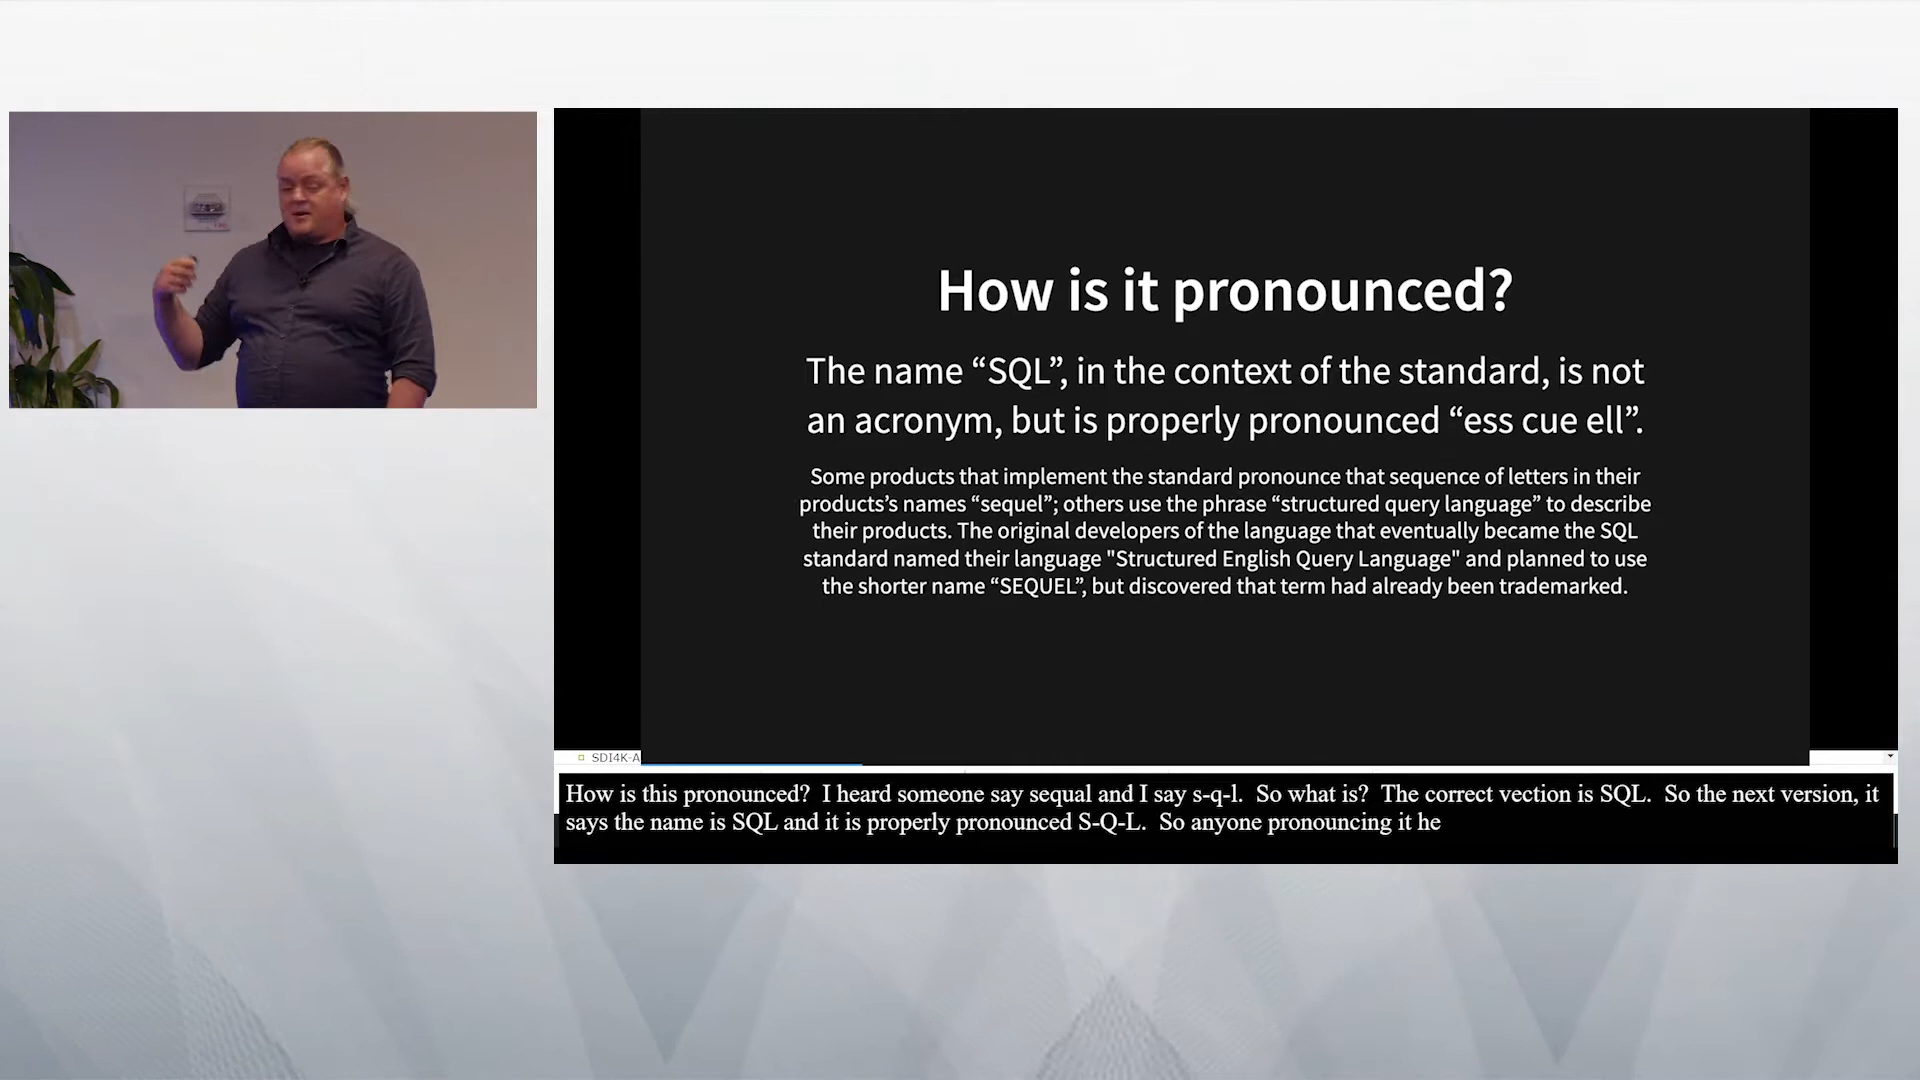 How is it pronounced?
The name “SQL”, in the context of the standard, is not
an acronym, but is properly pronounced “ess cue ell”.
Some products that implement the standard pronounce that sequence of letters in their
products’s names “sequel”; others use the phrase “structured query language” to describe
their products. The original developers of the language that eventually became the SQL
standard named their language "Structured English Query Language" and planned to use
the shorter name “SEQUEL”, but discovered that term had already been trademarked.
SDI4K-A
How is this pronounced?  I heard someone say sequal and I say s-q-l.  So what is?  The correct vection is SQL.  So the next version, it
says the name is SQL and it is properly pronounced S-Q-L.  So anyone pronouncing it he